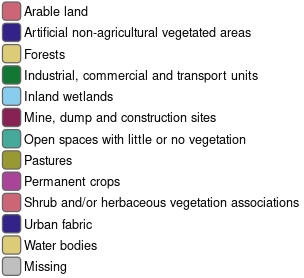 Arable land
Artificial non-agricultural vegetated areas
Forests
Industrial, commercial and transport units
Inland wetlands
Mine, dump and construction sites
Open spaces with little or no vegetation
Pastures
Permanent crops
Shrub and/or herbaceous vegetation associations
Urban fabric
Water bodies
Missing